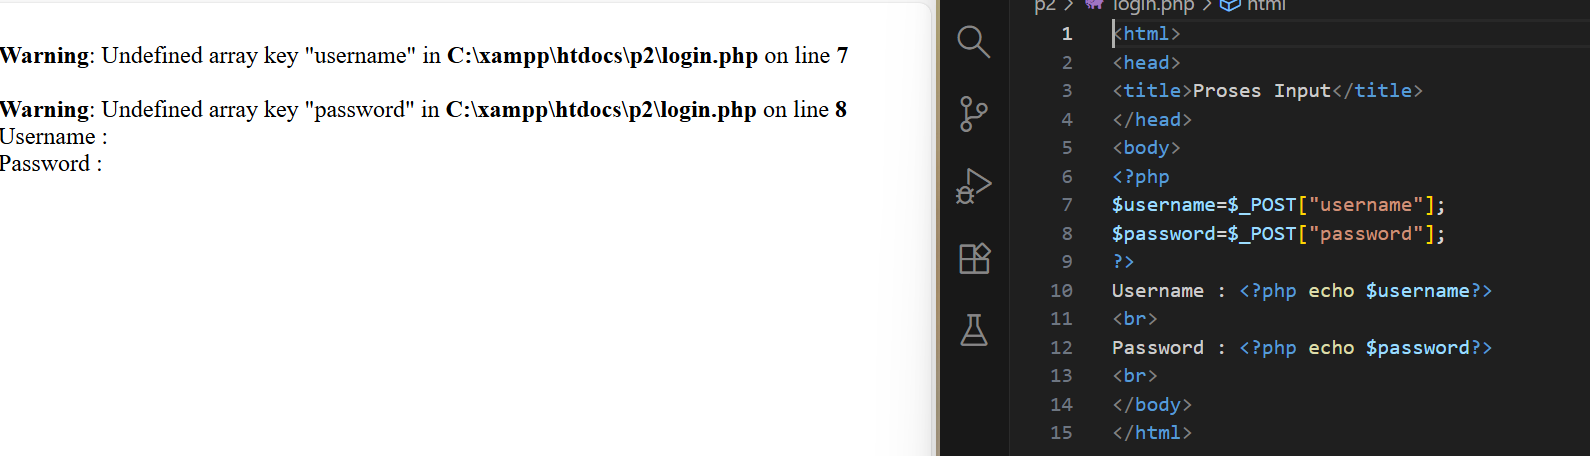 Warning: Undefined array key "username" in C:\xampp\htdocs\p2\login.php on line 7
Warning: Undefined array key "password" in C:\xampp\htdocs\p2\login.php on line 8
Username :
Password :
p2 > login.php > html
1 <html>
2 <head>
3 <title>Proses Input</title>
4 </head>
5 <body>
6 <?php
7 $username=$_POST["username"];
8 $password=$_POST["password"];
9 ?>
10 Username : <?php echo $username?>
11 <br>
12 Password : <?php echo $password?>
13 <br>
14 </body>
15 </html>